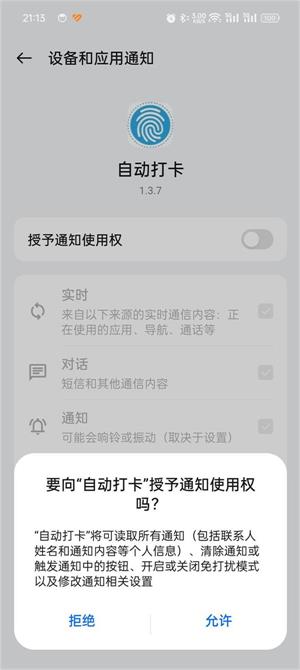 21:13
5.00
KB/S
5G
5G
100
设备和应用通知
自动打卡
1.3.7
授予通知使用权
实时
来自以下来源的实时通信内容：正
在使用的应用、导航、通话等
对话
短信和其他通信内容
通知
可能会响铃或振动（取决于设置）
要向“自动打卡”授予通知使用权
吗？
“自动打卡”将可读取所有通知（包括联系人
姓名和通知内容等个人信息）、清除通知或
触发通知中的按钮、开启或关闭免打扰模式
以及修改通知相关设置
拒绝
允许